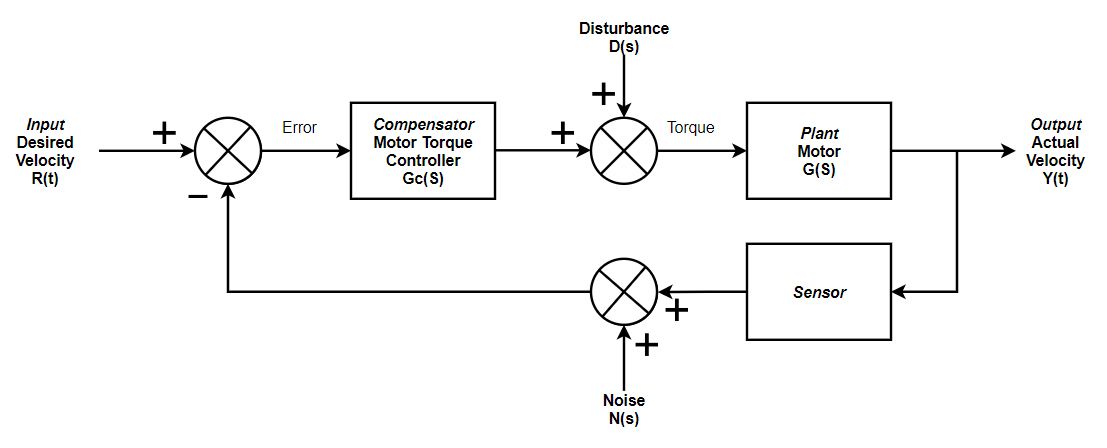 Disturbance
D(s)
Input
Desired
Velocity
R(t)
+
−
Error
Compensator
Motor Torque
Controller
Gc(S)
+
+
Torque
Plant
Motor
G(S)
Output
Actual
Velocity
Y(t)
Sensor
+
+
Noise
N(s)